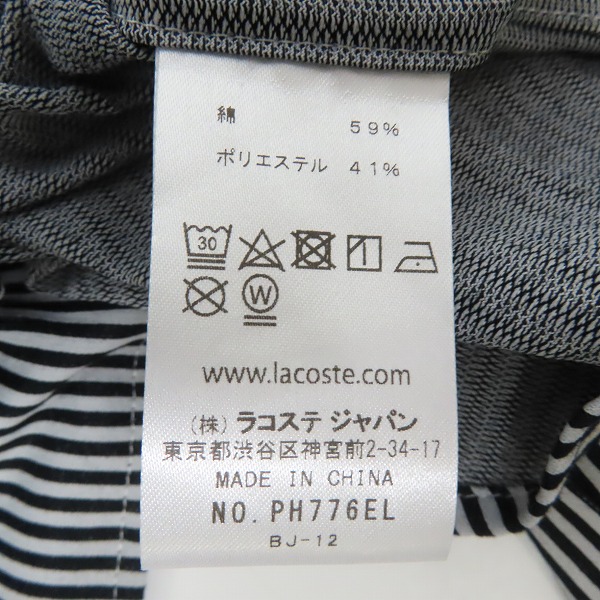 綿 59%
ポリエステル 41%
30
W
www.lacoste.com
(株) ラコステ ジャパン
東京都渋谷区神宮前2-34-17
MADE IN CHINA
NO. PH776EL
BJ-12